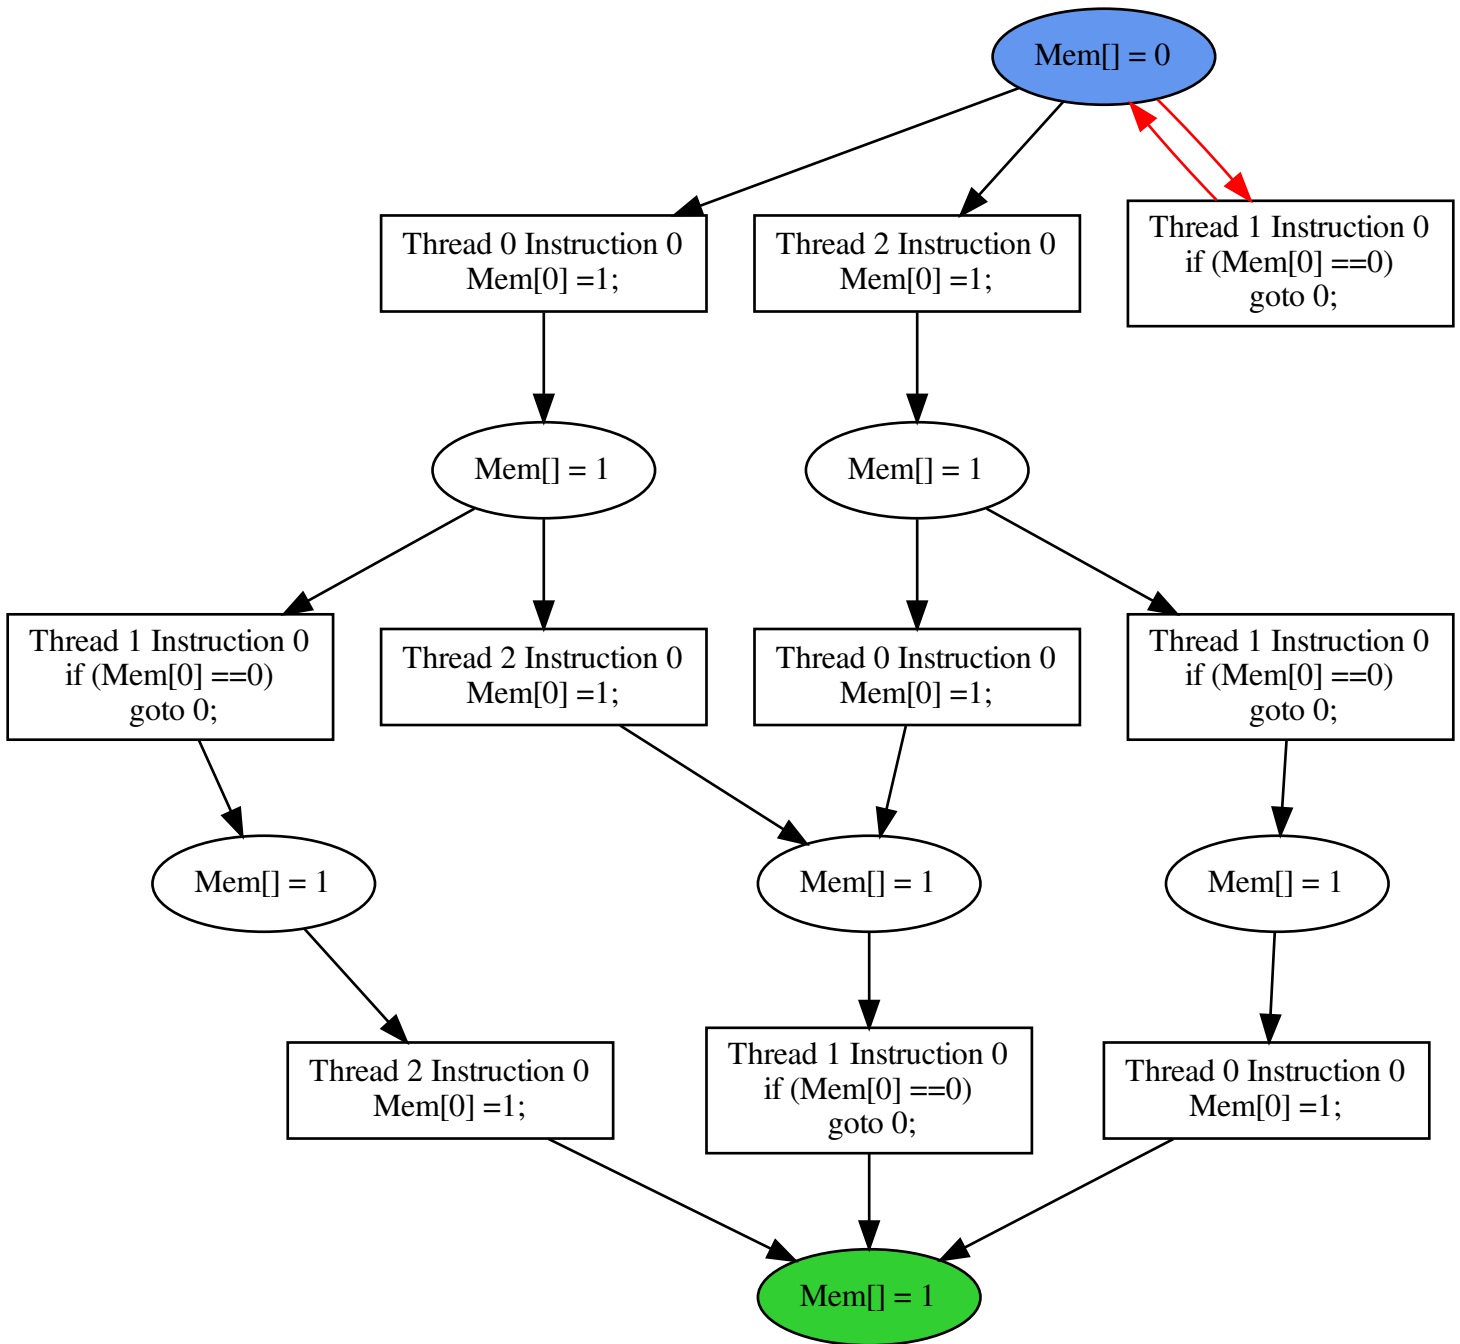 Mem[] = 0
Thread 0 Instruction 0
Mem[0] =1;
Thread 2 Instruction 0
Mem[0] =1;
Thread 1 Instruction 0
if (Mem[0] ==0)
goto 0;
Mem[] = 1
Mem[] = 1
Thread 1 Instruction 0
if (Mem[0] ==0)
goto 0;
Thread 2 Instruction 0
Mem[0] =1;
Thread 0 Instruction 0
Mem[0] =1;
Thread 1 Instruction 0
if (Mem[0] ==0)
goto 0;
Mem[] = 1
Mem[] = 1
Mem[] = 1
Thread 2 Instruction 0
Mem[0] =1;
Thread 1 Instruction 0
if (Mem[0] ==0)
goto 0;
Thread 0 Instruction 0
Mem[0] =1;
Mem[] = 1